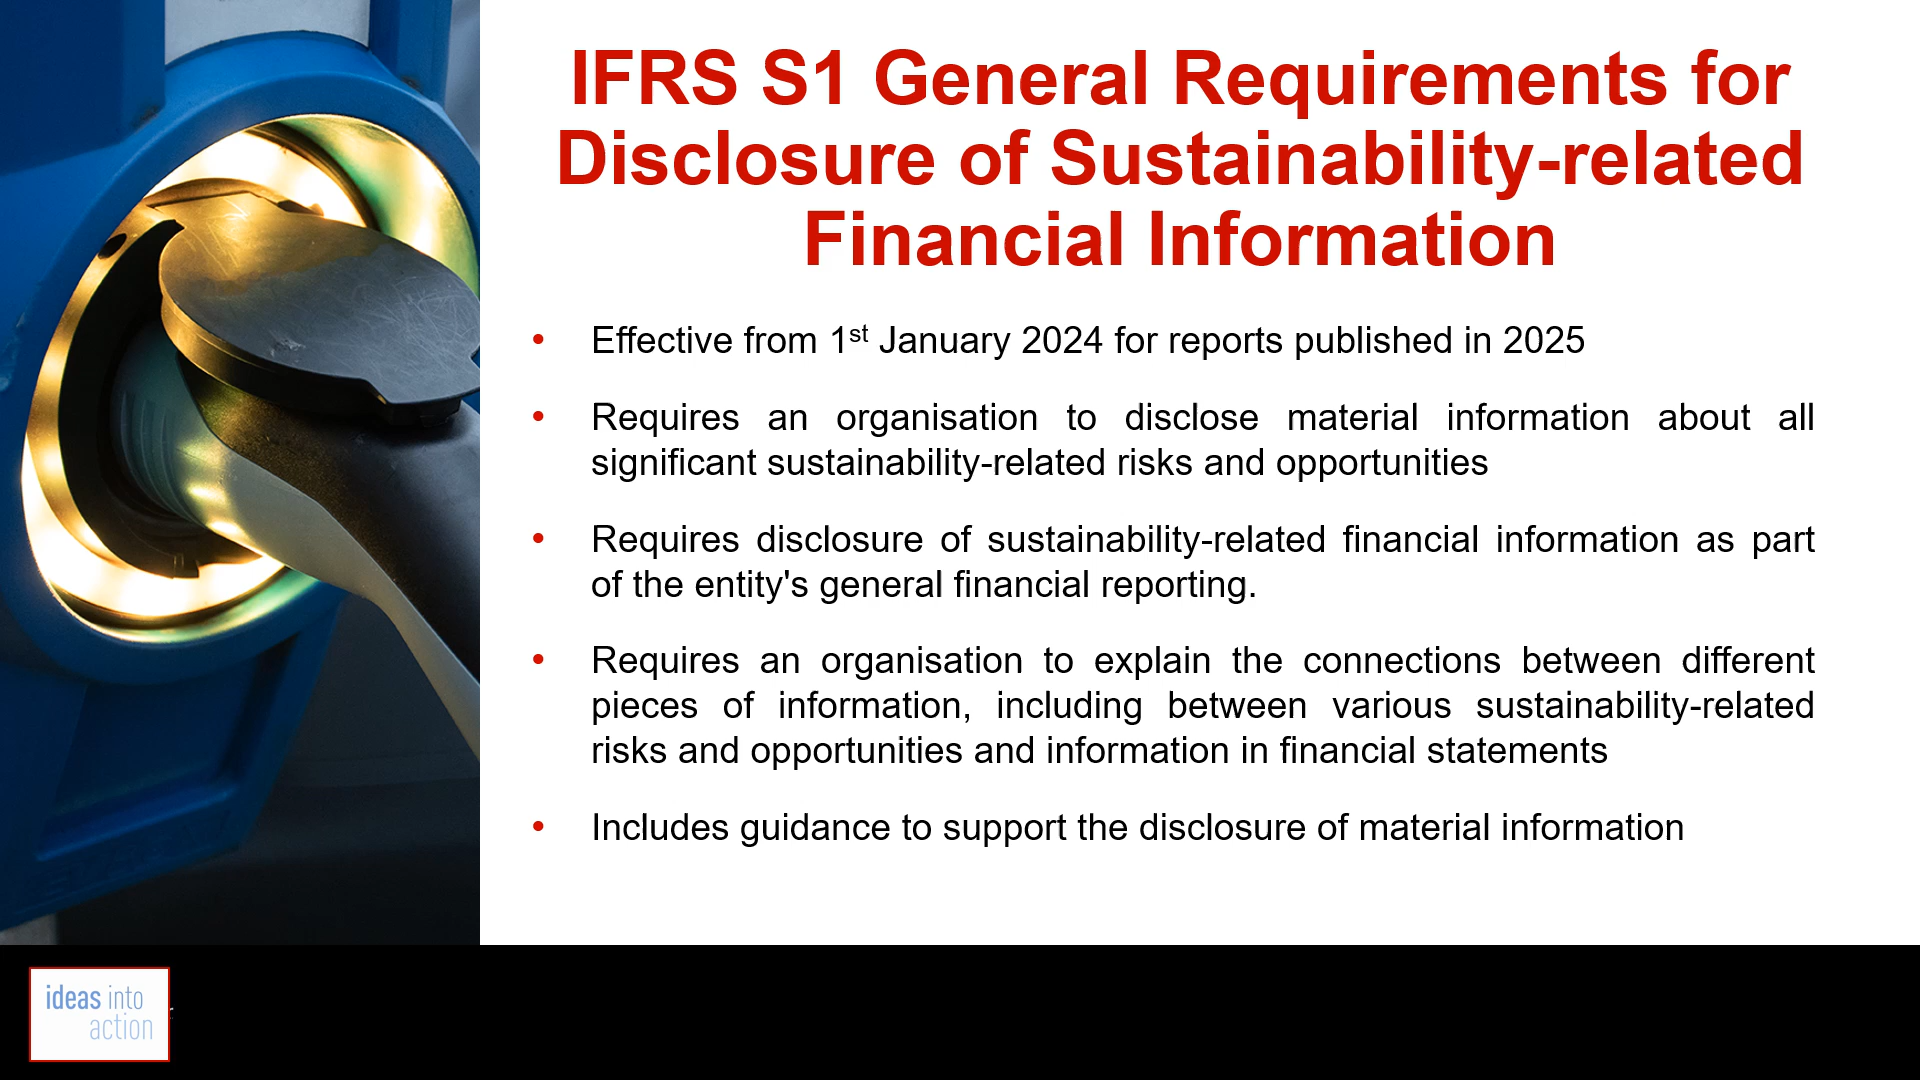 IFRS S1 General Requirements for
Disclosure of Sustainability-related
Financial Information
• Effective from 1st January 2024 for reports published in 2025
• Requires an organisation to disclose material information about all
significant sustainability-related risks and opportunities
• Requires disclosure of sustainability-related financial information as part
of the entity's general financial reporting.
• Requires an organisation to explain the connections between different
pieces of information, including between various sustainability-related
risks and opportunities and information in financial statements
• Includes guidance to support the disclosure of material information
ideas into
action